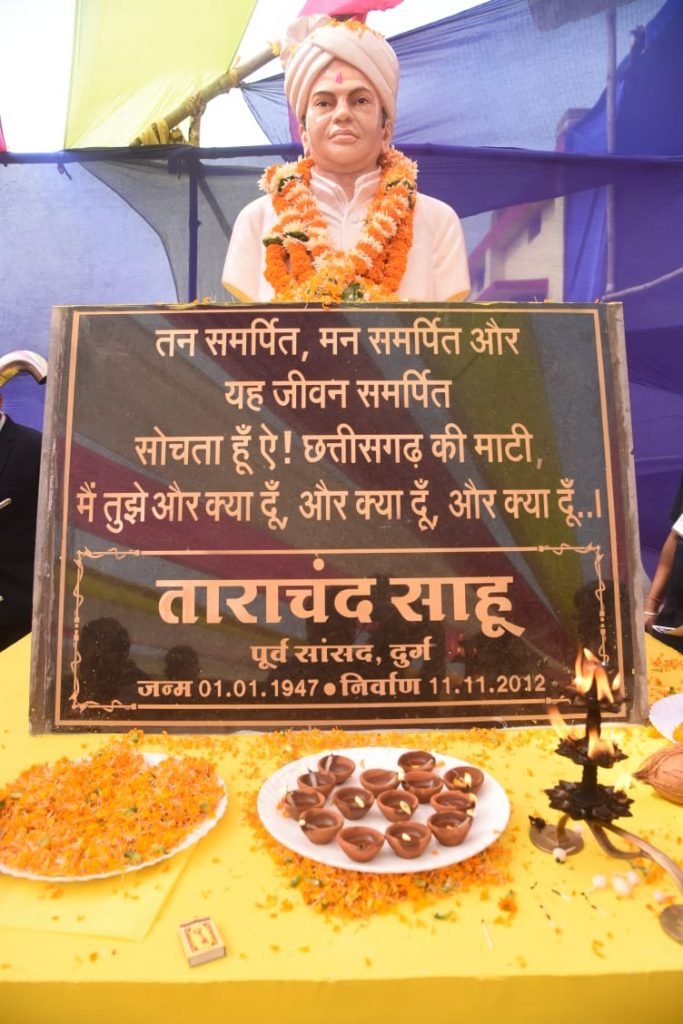 तन समर्पित, मन समर्पित और
यह जीवन समर्पित
सोचता हूँ ऐ! छत्तीसगढ़ की माटी,
मैं तुझे और क्या दूँ, और क्या दूँ, और क्या दूँ..।
ताराचंद साहू
पूर्व सांसद, दुर्ग
जन्म 01.01.1947 ● निर्वाण 11.11.2012